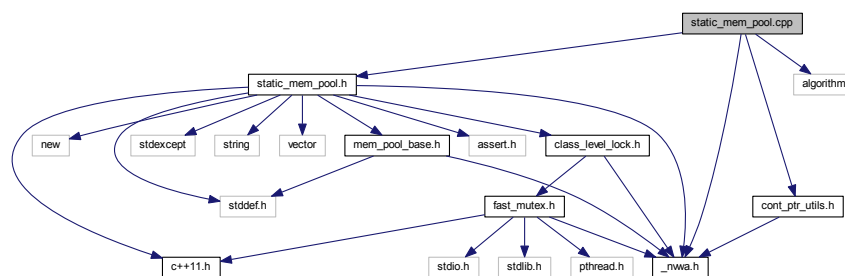 static_mem_pool.cpp
static_mem_pool.h
algorithm
new
stdexcept
string
vector
mem_pool_base.h
assert.h
class_level_lock.h
stddef.h
fast_mutex.h
cont_ptr_utils.h
c++11.h
stdio.h
stdlib.h
pthread.h
_nwa.h